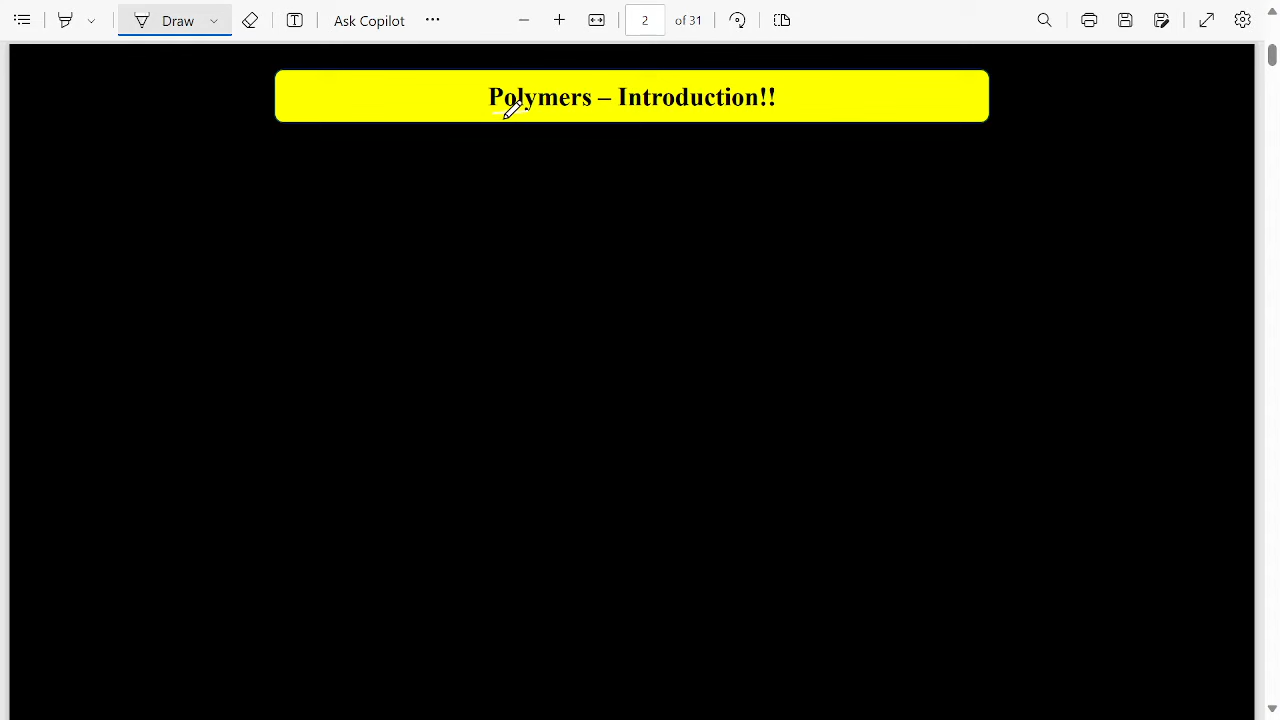 Draw
Ask Copilot
2 of 31
Polymers – Introduction!!